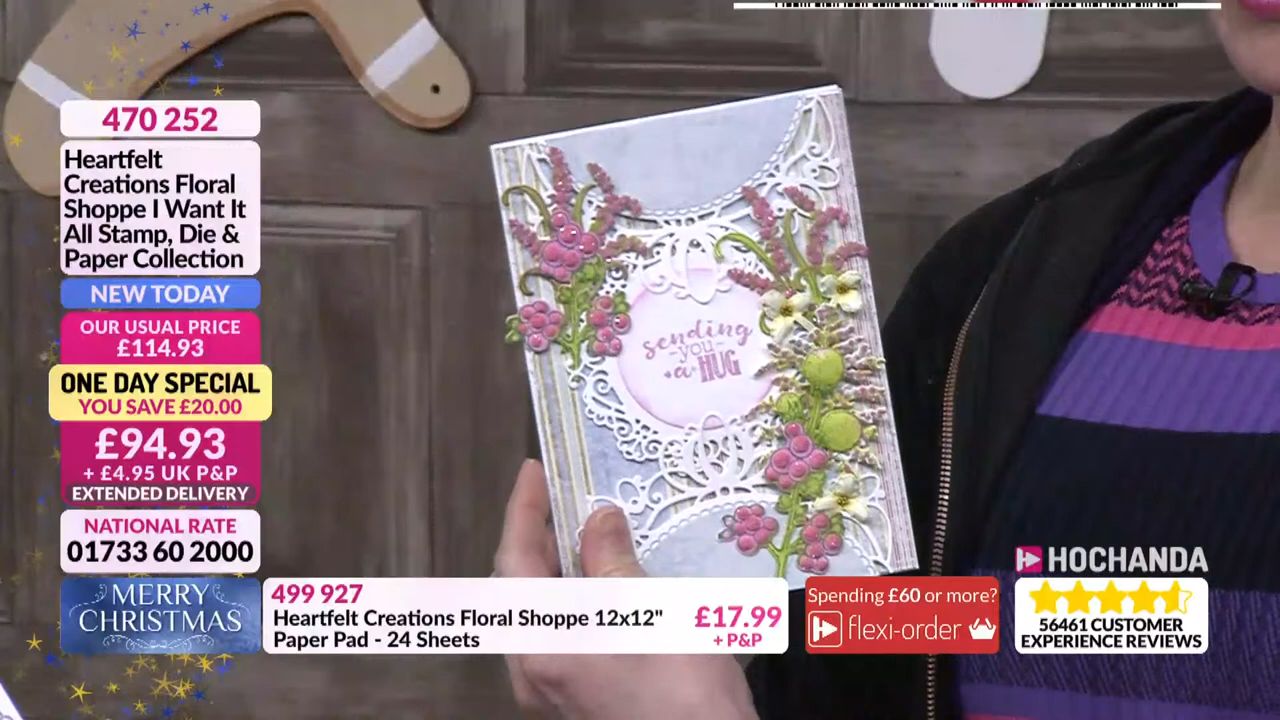 470 252
Heartfelt
Creations Floral
Shoppe I Want It
All Stamp, Die &
Paper Collection
NEW TODAY
OUR USUAL PRICE
£114.93
ONE DAY SPECIAL
YOU SAVE £20.00
£94.93
+ £4.95 UK P&P
EXTENDED DELIVERY
NATIONAL RATE
01733 60 2000
sending
-you-
a HUG
MERRY
CHRISTMAS
499 927
Heartfelt Creations Floral Shoppe 12x12"
Paper Pad - 24 Sheets
£17.99
+ P&P
Spending £60 or more?
flexi-order
HOCHANDA
56461 CUSTOMER
EXPERIENCE REVIEWS